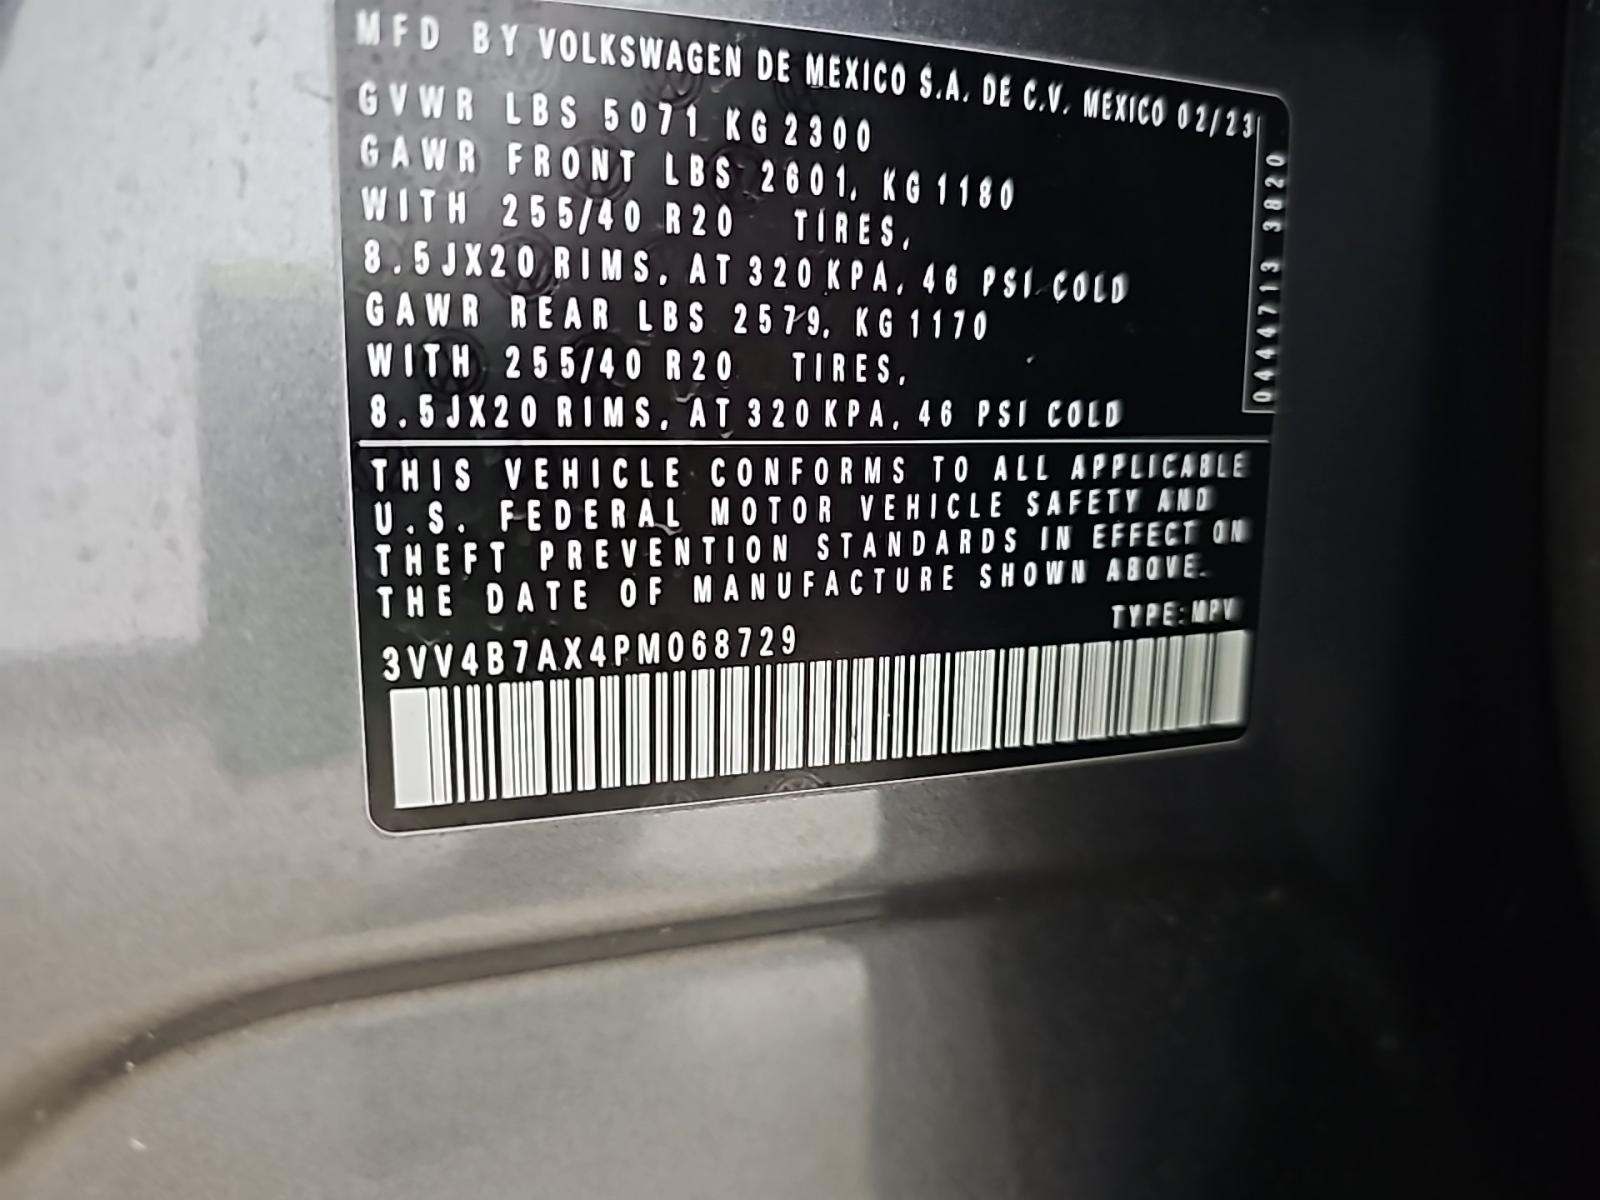 MFD BY VOLKSWAGEN DE MEXICO S.A. DE C.V. MEXICO 02/23
GVWR LBS 5071 KG 2300
GAWR FRONT LBS 2601, KG 1180
WITH 255/40 R20 TIRES,
8.5JX20 RIMS, AT 320 KPA, 46 PSI COLD
GAWR REAR LBS 2579, KG 1170
WITH 255/40 R20 TIRES,
8.5JX20 RIMS, AT 320 KPA, 46 PSI COLD
0444713 3820
THIS VEHICLE CONFORMS TO ALL APPLICABLE
U.S. FEDERAL MOTOR VEHICLE SAFETY AND
THEFT PREVENTION STANDARDS IN EFFECT ON
THE DATE OF MANUFACTURE SHOWN ABOVE.
TYPE:MPV
3VV4B7AX4PM068729